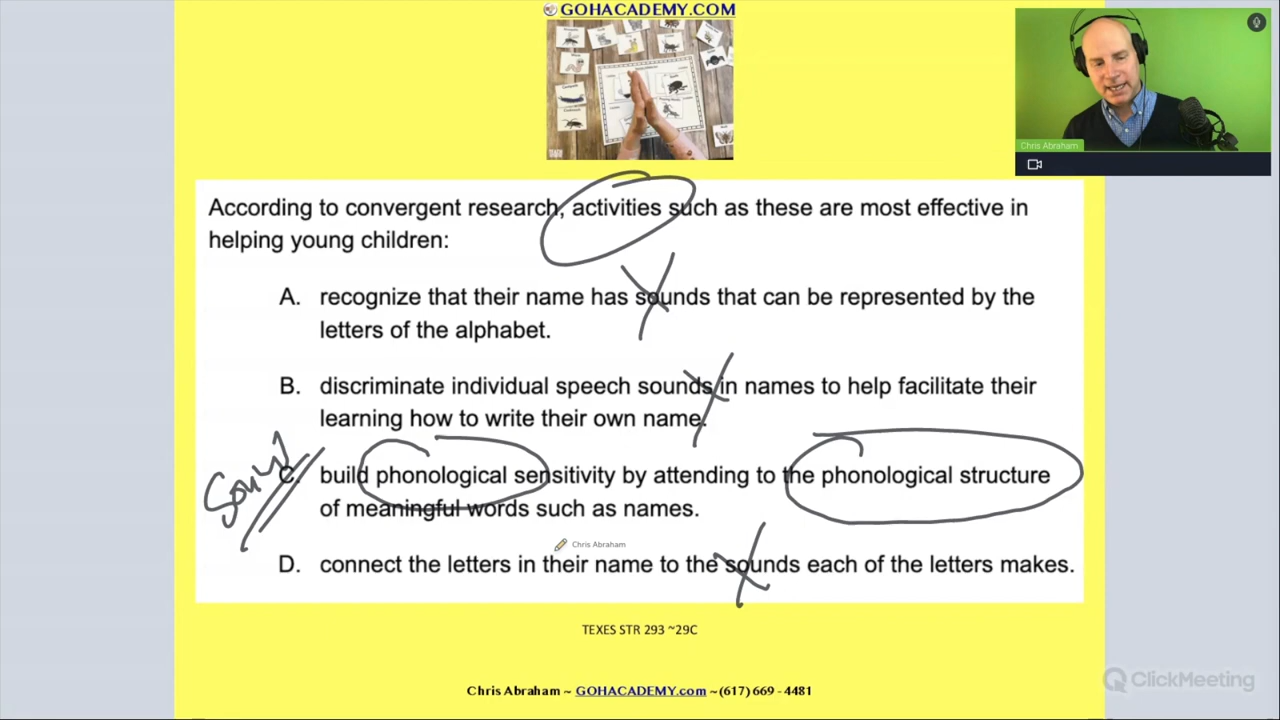 GOHACADEMY.COM
Chris Abraham
According to convergent research, activities such as these are most effective in
helping young children:
A. recognize that their name has sounds that can be represented by the
letters of the alphabet.
B. discriminate individual speech sounds in names to help facilitate their
learning how to write their own name.
Sound
C. build phonological sensitivity by attending to the phonological structure
of meaningful words such as names.
Chris Abraham
D. connect the letters in their name to the sounds each of the letters makes.
TEXES STR 293 ~29C
Chris Abraham ~ GOHACADEMY.com ~(617) 669 - 4481
ClickMeeting